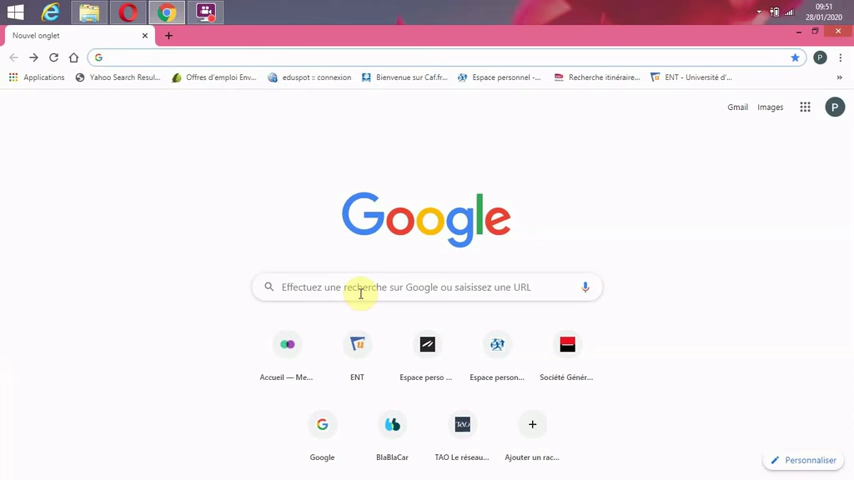 09:51
28/01/2020
Nouvel onglet
Applications
Yahoo Search Resul...
Offres d'emploi Env...
eduspot :: connexion
Bienvenue sur Caf.fr...
Espace personnel -...
Recherche itinéraire...
ENT - Université d'...
»
P
Gmail
Images
P
Google
Effectuez une recherche sur Google ou saisissez une URL
Accueil — Me...
ENT
Espace perso ...
Espace person...
Société Génér...
Google
BlaBlaCar
TAO Le réseau...
Ajouter un rac...
Personnaliser